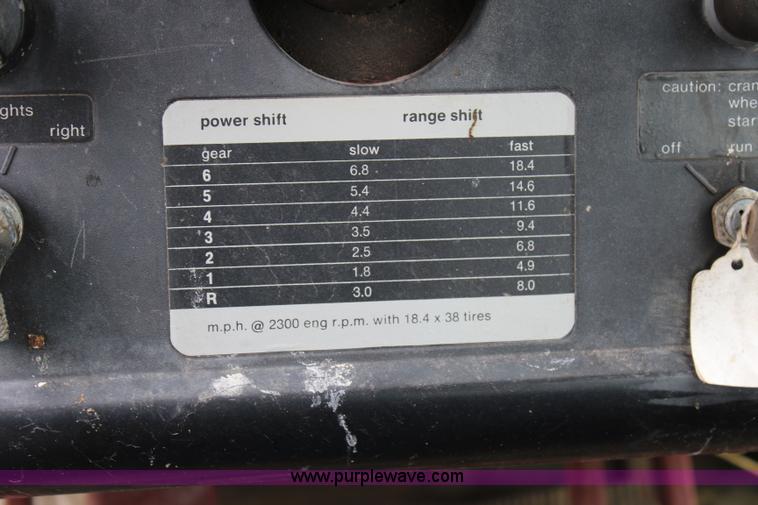 ghts
right
power shift range shift
gear slow fast
6 6.8 18.4
5 5.4 14.6
4 4.4 11.6
3 3.5 9.4
2 2.5 6.8
1 1.8 4.9
R 3.0 8.0
m.p.h. @ 2300 eng r.p.m. with 18.4 x 38 tires
caution: cran
whe
star
off run
www.purplewave.com